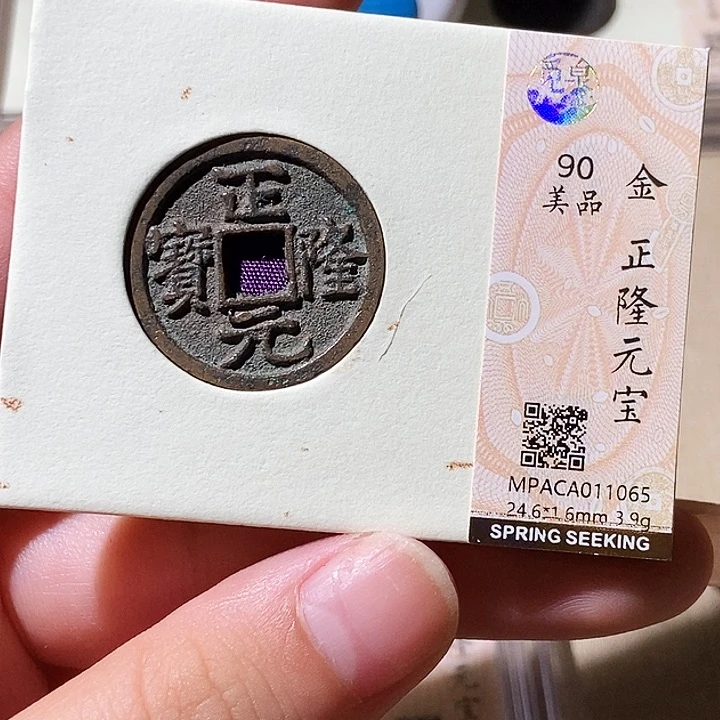 正
隆
元
寳
90
美品
金
正隆元宝
MPACA011065
24.6*1.6mm 3.9g
SPRING SEEKING